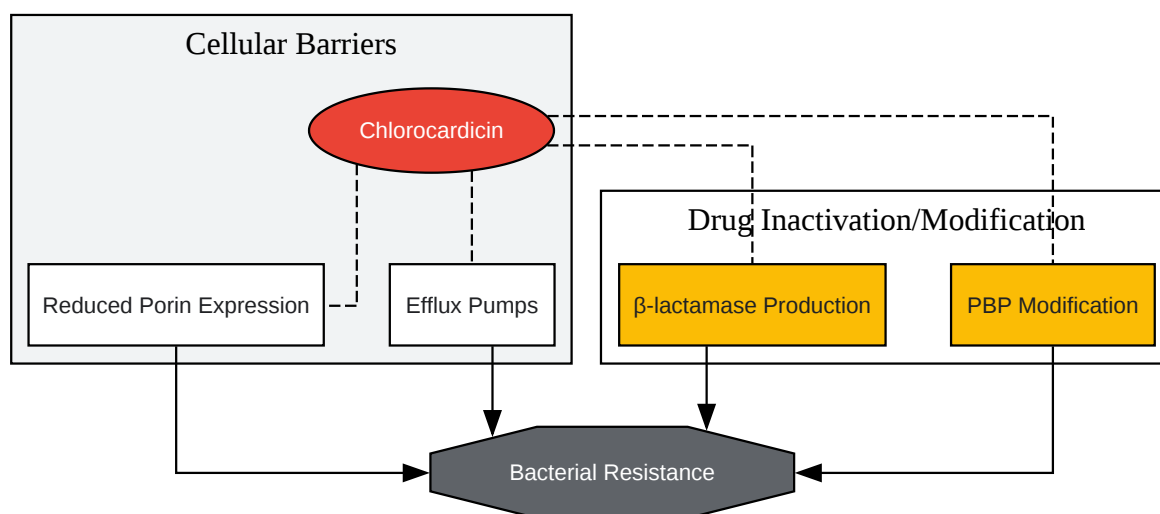 Cellular Barriers
Chlorocardicin
Drug Inactivation/Modification
Reduced Porin Expression
Efflux Pumps
β-lactamase Production
PBP Modification
Bacterial Resistance